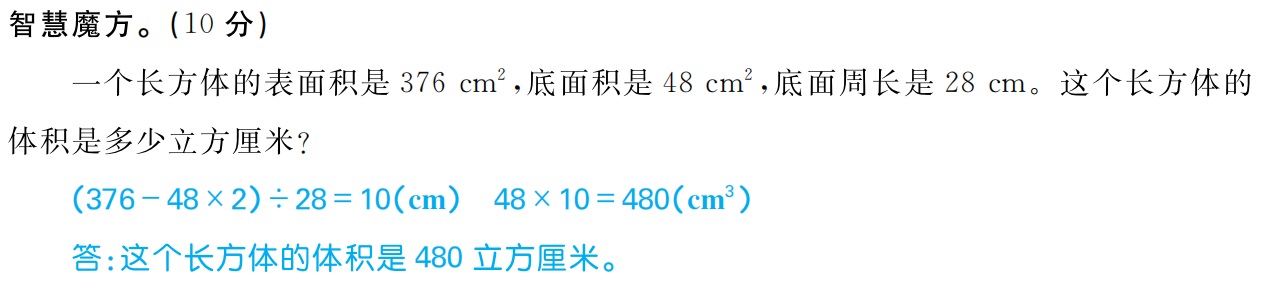 智慧魔方。(10 分)
一个长方体的表面积是 376 cm²,底面积是 48 cm²,底面周长是 28 cm。这个长方体的
体积是多少立方厘米?
(376-48×2)÷28=10(cm) 48×10=480(cm³)
答:这个长方体的体积是 480 立方厘米。